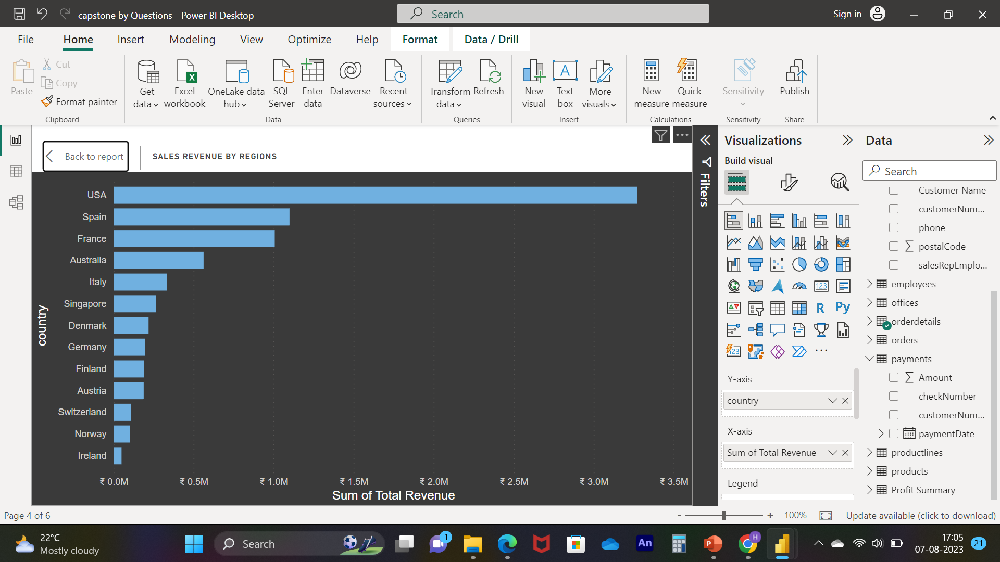 capstone by Questions - Power BI Desktop
Search
Sign in
File Home Insert Modeling View Optimize Help Format Data / Drill
Paste
Cut
Copy
Format painter
Clipboard
Get data
Excel workbook
OneLake data hub
SQL Server
Enter data
Dataverse
Recent sources
Data
Transform data
Refresh
Queries
New visual
Text box
More visuals
Insert
New measure
Quick measure
Calculations
Sensitivity
Sensitivity
Publish
Share
Back to report
SALES REVENUE BY REGIONS
country
USA
Spain
France
Australia
Italy
Singapore
Denmark
Germany
Finland
Austria
Switzerland
Norway
Ireland
₹ 0.0M ₹ 0.5M ₹ 1.0M ₹ 1.5M ₹ 2.0M ₹ 2.5M ₹ 3.0M ₹ 3.5M
Sum of Total Revenue
Filters
Visualizations
Build visual
123
R
Py
123
Y-axis
country
X-axis
Sum of Total Revenue
Legend
Data
Search
Customer Name
customerNum...
phone
postalCode
salesRepEmplo...
employees
offices
orderdetails
orders
payments
Amount
checkNumber
customerNum...
paymentDate
productlines
products
Profit Summary
Page 4 of 6
- + 100%
Update available (click to download)
22°C
Mostly cloudy
Search
1
An
P
H
17:05
07-08-2023
21